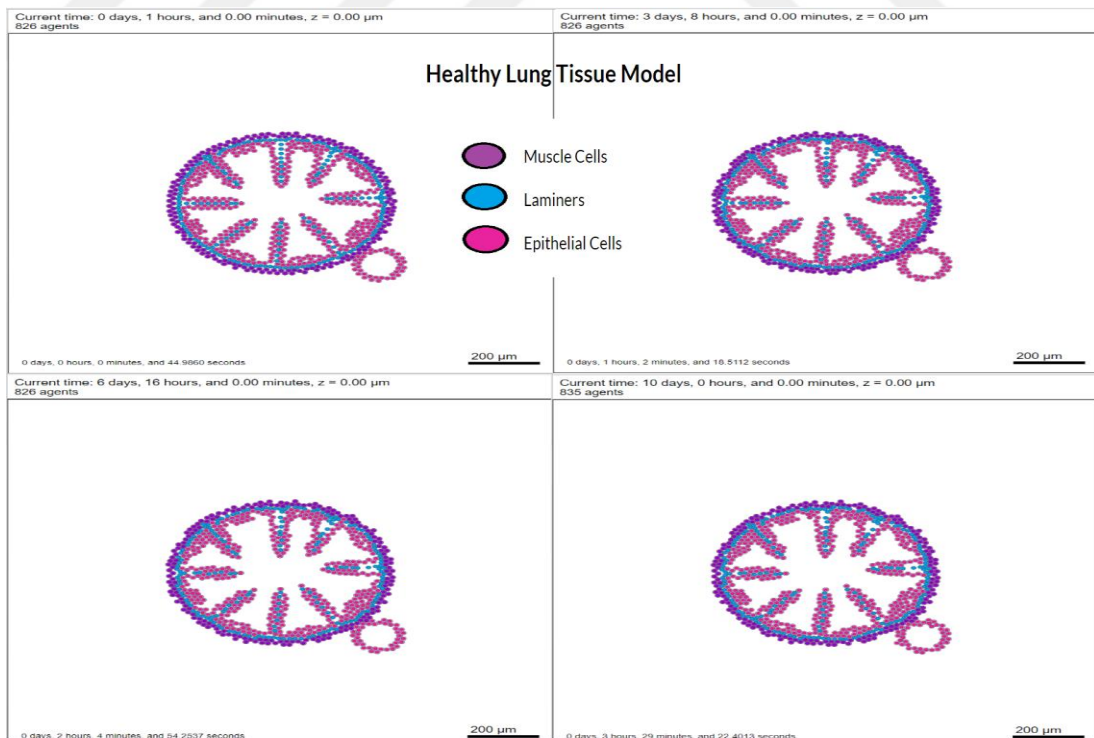 Current time: 0 days, 1 hours, and 0.00 minutes, z = 0.00 µm
826 agents
Current time: 3 days, 8 hours, and 0.00 minutes, z = 0.00 µm
826 agents
Healthy Lung Tissue Model
Muscle Cells
Laminers
Epithelial Cells
0 days, 0 hours, 0 minutes, and 44.9860 seconds
200 µm
0 days, 1 hours, 2 minutes, and 18.5112 seconds
200 µm
Current time: 6 days, 16 hours, and 0.00 minutes, z = 0.00 µm
826 agents
Current time: 10 days, 0 hours, and 0.00 minutes, z = 0.00 µm
835 agents
0 days, 2 hours, 4 minutes, and 54.2537 seconds
200 µm
0 days, 3 hours, 29 minutes, and 22.4013 seconds
200 µm